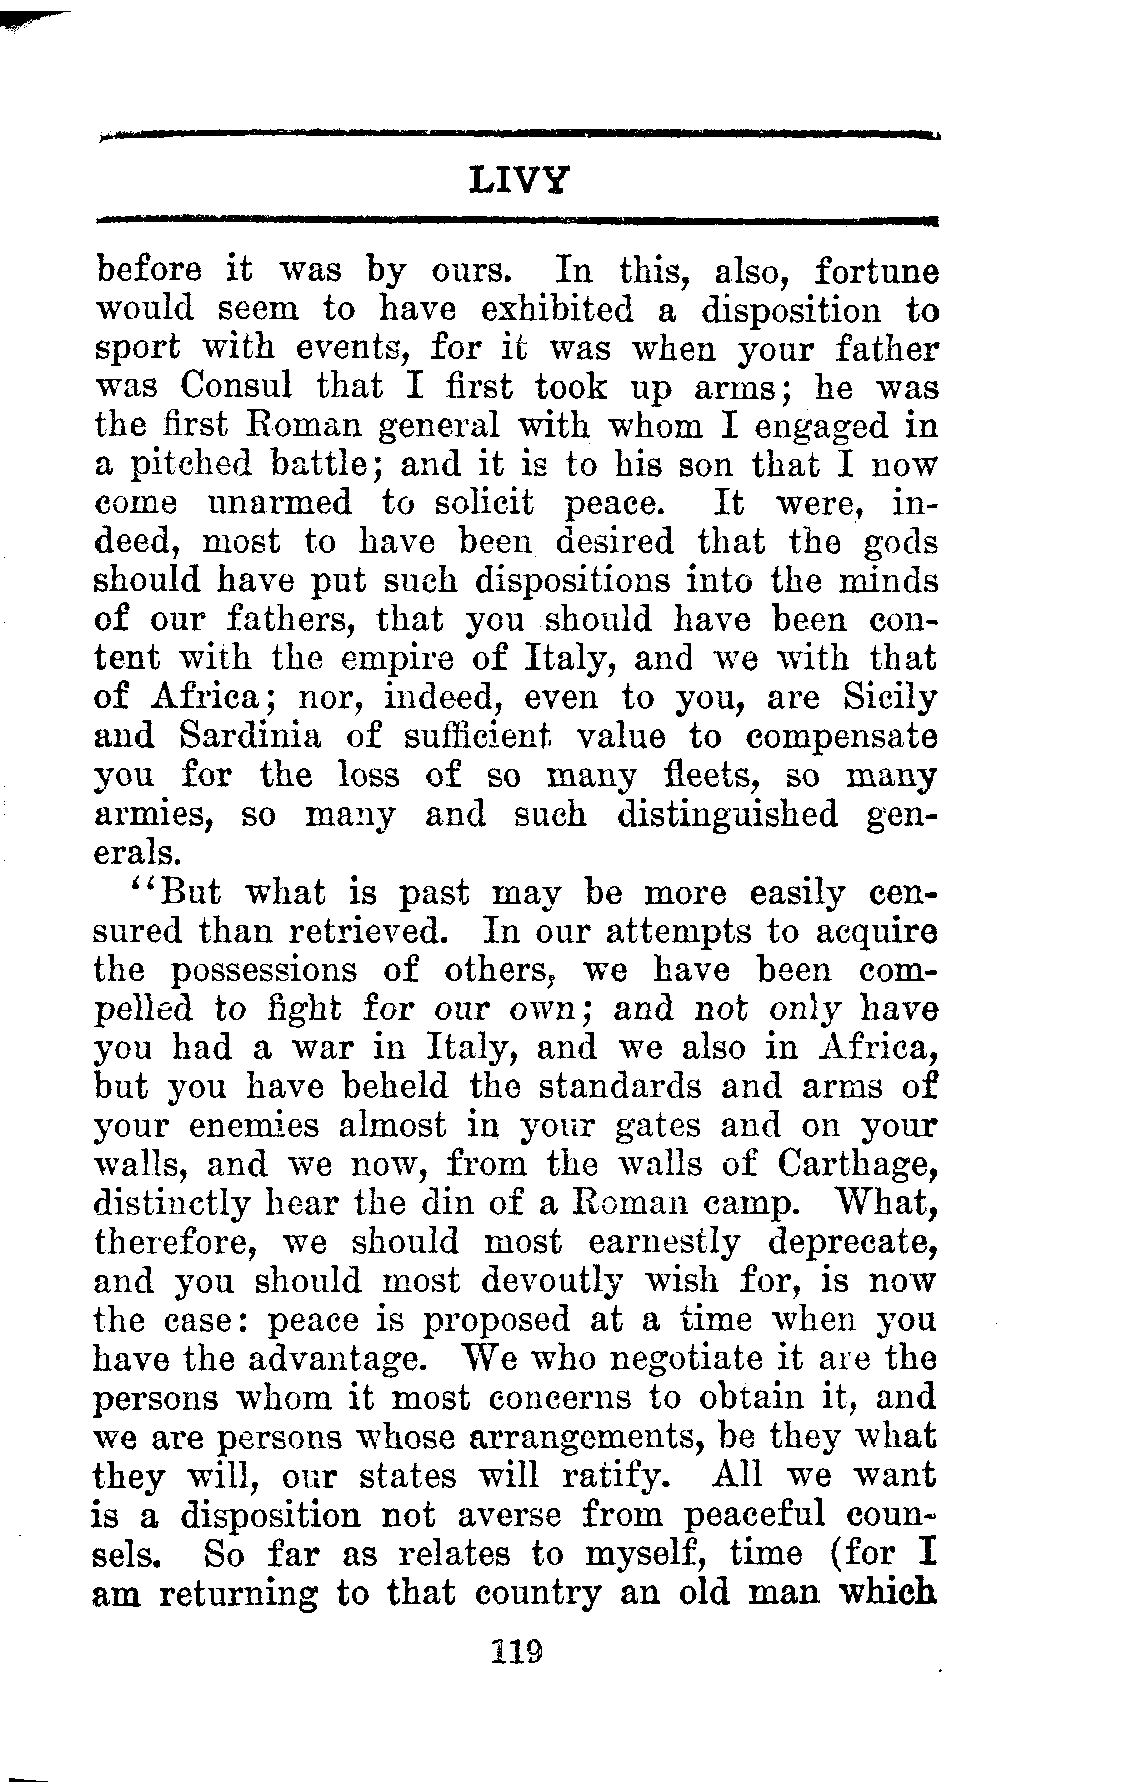 LIVY
before it was by ours. In this, also, fortune
would seem to have exhibited a disposition to
sport with events, for it was when your father
was Consul that I first took up arms; he was
the first Roman general with whom I engaged in
a pitched battle; and it is to his son that I now
come unarmed to solicit peace. It were, in-
deed, most to have been desired that the gods
should have put such dispositions into the minds
of our fathers, that you should have been con-
tent with the empire of Italy, and we with that
of Africa; nor, indeed, even to you, are Sicily
and Sardinia of sufficient value to compensate
you for the loss of so many fleets, so many
armies, so many and such distinguished gen-
erals.
“But what is past may be more easily cen-
sured than retrieved. In our attempts to acquire
the possessions of others, we have been com-
pelled to fight for our own; and not only have
you had a war in Italy, and we also in Africa,
but you have beheld the standards and arms of
your enemies almost in your gates and on your
walls, and we now, from the walls of Carthage,
distinctly hear the din of a Roman camp. What,
therefore, we should most earnestly deprecate,
and you should most devoutly wish for, is now
the case: peace is proposed at a time when you
have the advantage. We who negotiate it are the
persons whom it most concerns to obtain it, and
we are persons whose arrangements, be they what
they will, our states will ratify. All we want
is a disposition not averse from peaceful coun-
sels. So far as relates to myself, time (for I
am returning to that country an old man which
119